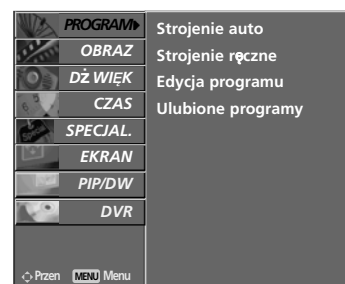 PROGRAM
OBRAZ
DŻWIĘK
CZAS
SPECJAL.
EKRAN
PIP/DW
DVR
Przen MENU Menu
Strojenie auto
Strojenie ręczne
Edycja programu
Ulubione programy